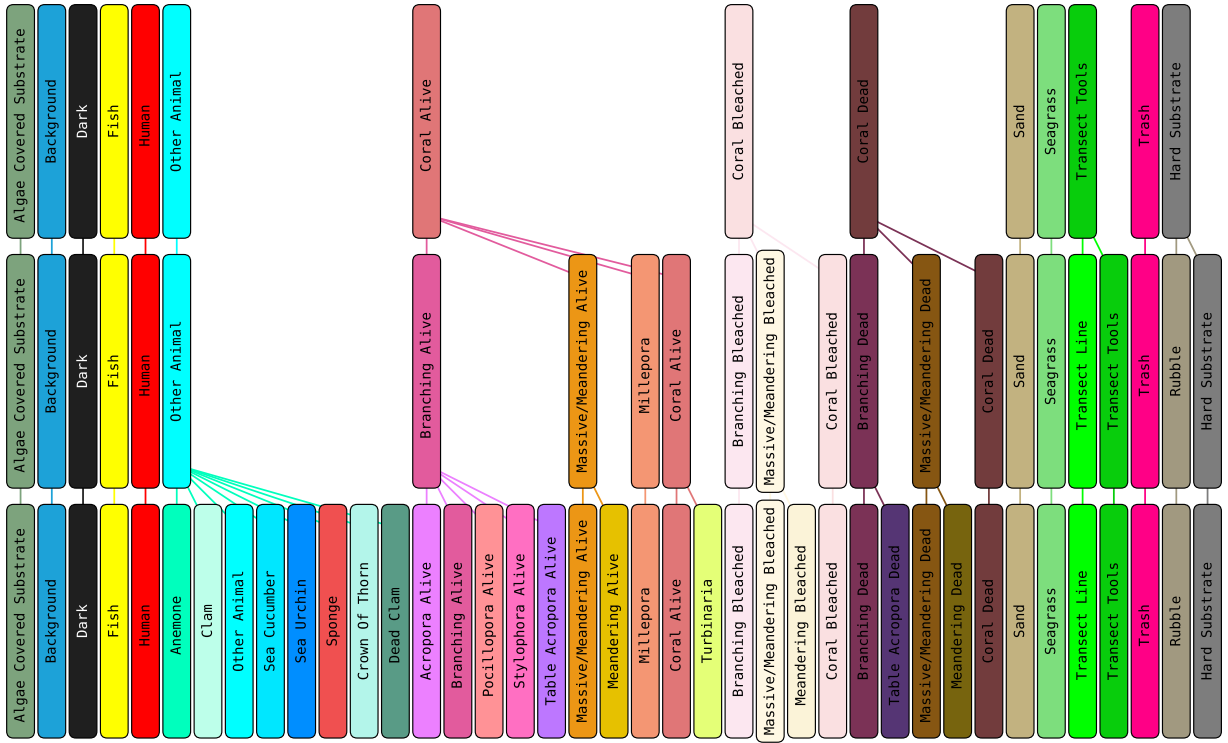 Algae Covered Substrate
Background
Dark
Fish
Human
Other Animal
Coral Alive
Coral Bleached
Coral Dead
Sand
Seagrass
Transect Tools
Trash
Hard Substrate
Algae Covered Substrate
Background
Dark
Fish
Human
Other Animal
Branching Alive
Massive/Meandering Alive
Millepora
Coral Alive
Branching Bleached
Massive/Meandering Bleached
Coral Bleached
Branching Dead
Massive/Meandering Dead
Coral Dead
Sand
Seagrass
Transect Line
Transect Tools
Trash
Rubble
Hard Substrate
Algae Covered Substrate
Background
Dark
Fish
Human
Anemone
Clam
Other Animal
Sea Cucumber
Sea Urchin
Sponge
Crown Of Thorn
Dead Clam
Acropora Alive
Branching Alive
Pocillopora Alive
Stylophora Alive
Table Acropora Alive
Massive/Meandering Alive
Meandering Alive
Millepora
Coral Alive
Turbinaria
Branching Bleached
Massive/Meandering Bleached
Meandering Bleached
Coral Bleached
Branching Dead
Table Acropora Dead
Massive/Meandering Dead
Meandering Dead
Coral Dead
Sand
Seagrass
Transect Line
Transect Tools
Trash
Rubble
Hard Substrate